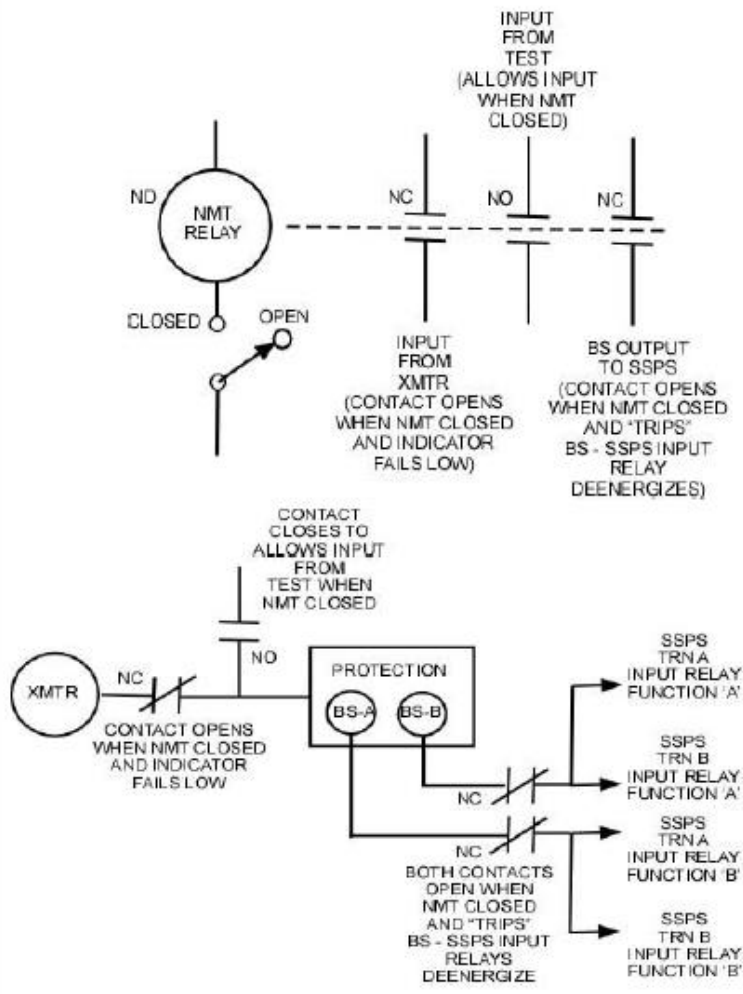 INPUT
FROM
TEST
(ALLOWS INPUT
WHEN NMT
CLOSED)
ND
NMT
RELAY
NC
NO
NC
CLOSED
OPEN
INPUT
FROM
XMTR
(CONTACT OPENS
WHEN NMT CLOSED
AND INDICATOR
FAILS LOW)
BS OUTPUT
TO SSPS
(CONTACT OPENS
WHEN NMT CLOSED
AND "TRIPS"
BS - SSPS INPUT
RELAY
DEENERGIZES)
CONTACT
CLOSES TO
ALLOWS INPUT
FROM
TEST WHEN
NMT CLOSED
NO
XMTR
NC
CONTACT OPENS
WHEN NMT CLOSED
AND INDICATOR
FAILS LOW
PROTECTION
BS-A
BS-B
SSPS
TRN A
INPUT RELAY
FUNCTION 'A'
SSPS
TRN B
INPUT RELAY
FUNCTION 'A'
NC
SSPS
TRN A
INPUT RELAY
FUNCTION 'B'
NC
BOTH CONTACTS
OPEN WHEN
NMT CLOSED
AND "TRIPS"
BS - SSPS INPUT
RELAYS
DEENERGIZE
SSPS
TRN B
INPUT RELAY
FUNCTION 'B'